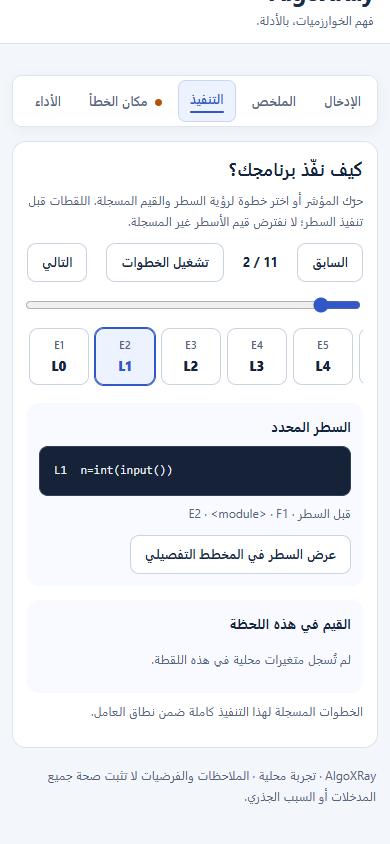 فهم الخوارزميات، بالأدلة.
الإدخال
الملخص
التنفيذ
مكان الخطأ
الأداء
كيف نفّذ برنامجك؟
حرّك المؤشر أو اختر خطوة لرؤية السطر والقيم المسجلة. اللقطات قبل
تنفيذ السطر؛ لا نفترض قيم الأسطر غير المسجلة.
السابق
2 / 11
تشغيل الخطوات
التالي
E1
L0
E2
L1
E3
L2
E4
L3
E5
L4
السطر المحدد
L1 n=int(input())
قبل السطر · E2 · <module> · F1
عرض السطر في المخطط التفصيلي
القيم في هذه اللحظة
لم تُسجل متغيرات محلية في هذه اللقطة.
الخطوات المسجلة لهذا التنفيذ كاملة ضمن نطاق العامل.
AlgoXRay · تجربة محلية · الملاحظات والفرضيات لا تثبت صحة جميع
المدخلات أو السبب الجذري.